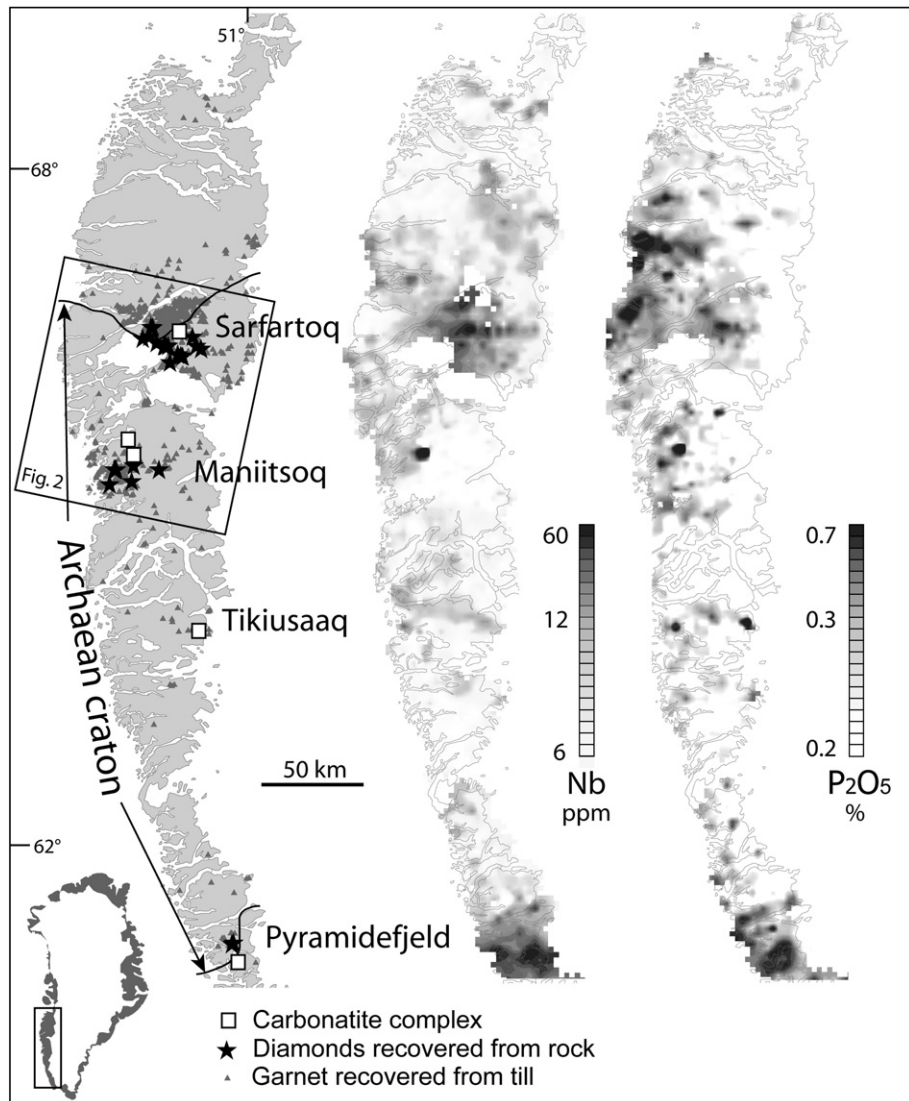 51°
68°
Sarfartoq
Fig. 2
Maniitsoq
Archaean craton
Tikiusaaq
50 km
62°
Pyramidefjeld
60
12
6
Nb
ppm
0.7
0.3
0.2
P2O5
%
Carbonatite complex
Diamonds recovered from rock
Garnet recovered from till